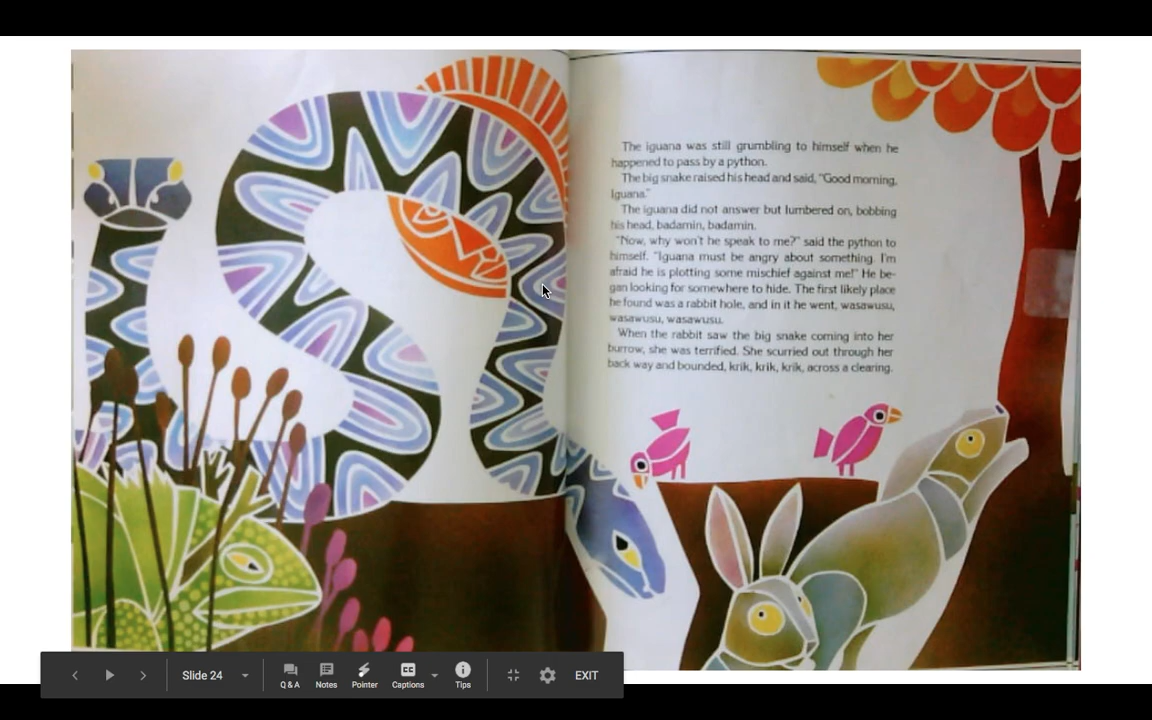 The iguana was still grumbling to himself when he
happened to pass by a python.
The big snake raised his head and said, "Good morning,
Iguana."
The iguana did not answer but lumbered on, bobbing
his head, badamin, badamin.
"Now, why won't he speak to me?" said the python to
himself. "Iguana must be angry about something. I'm
afraid he is plotting some mischief against me!" He be-
gan looking for somewhere to hide. The first likely place
he found was a rabbit hole, and in it he went, wasawusu,
wasawusu, wasawusu.
When the rabbit saw the big snake coming into her
burrow, she was terrified. She scurried out through her
back way and bounded, krik, krik, krik, across a clearing.
Slide 24
Q & A Notes Pointer Captions Tips EXIT